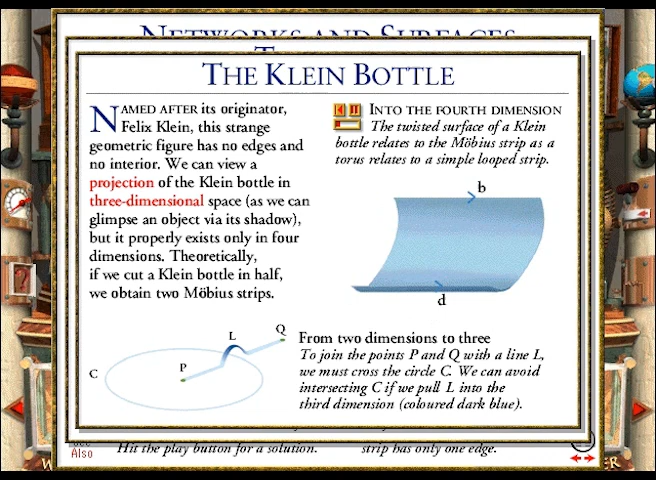 NETWORKS AND SURFACES
THE KLEIN BOTTLE
NAMED AFTER its originator,
Felix Klein, this strange
geometric figure has no edges and
no interior. We can view a
projection of the Klein bottle in
three-dimensional space (as we can
glimpse an object via its shadow),
but it properly exists only in four
dimensions. Theoretically,
if we cut a Klein bottle in half,
we obtain two Möbius strips.
INTO THE FOURTH DIMENSION
The twisted surface of a Klein
bottle relates to the Möbius strip as a
torus relates to a simple looped strip.
b
d
C
P
L
Q
From two dimensions to three
To join the points P and Q with a line L,
we must cross the circle C. We can avoid
intersecting C if we pull L into the
third dimension (coloured dark blue).
See
Also
Hit the play button for a solution.
strip has only one edge.